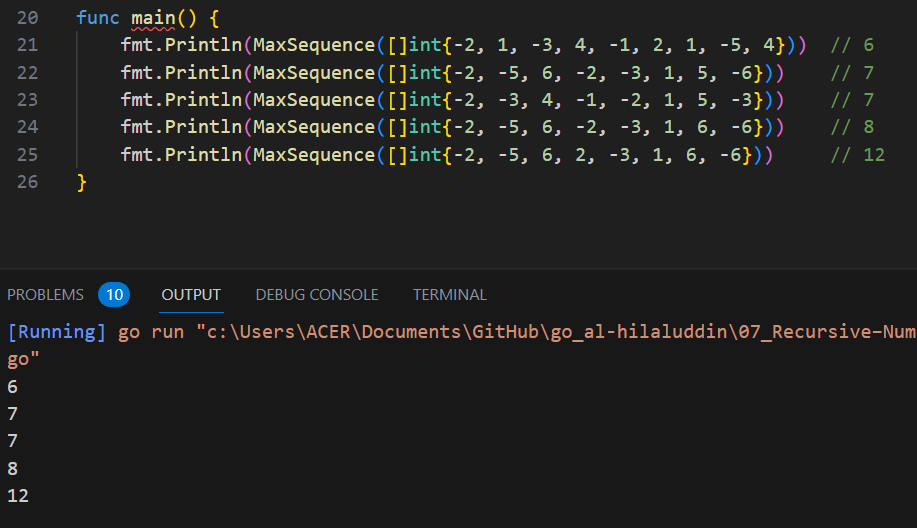 20 func main() {
21 fmt.Println(MaxSequence([]int{-2, 1, -3, 4, -1, 2, 1, -5, 4})) // 6
22 fmt.Println(MaxSequence([]int{-2, -5, 6, -2, -3, 1, 5, -6})) // 7
23 fmt.Println(MaxSequence([]int{-2, -3, 4, -1, -2, 1, 5, -3})) // 7
24 fmt.Println(MaxSequence([]int{-2, -5, 6, -2, -3, 1, 6, -6})) // 8
25 fmt.Println(MaxSequence([]int{-2, -5, 6, 2, -3, 1, 6, -6})) // 12
26 }
PROBLEMS 10 OUTPUT DEBUG CONSOLE TERMINAL
[Running] go run "c:\Users\ACER\Documents\GitHub\go_al-hilaluddin\07_Recursive-Num
go"
6
7
7
8
12